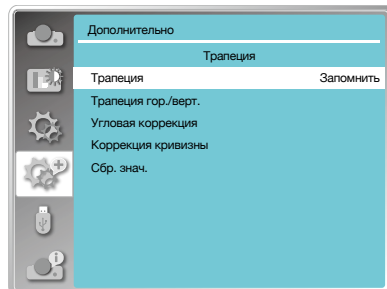 Дополнительно
Трапеция
Трапеция Запомнить
Трапеция гор./верт.
Угловая коррекция
Коррекция кривизны
Сбр. знач.